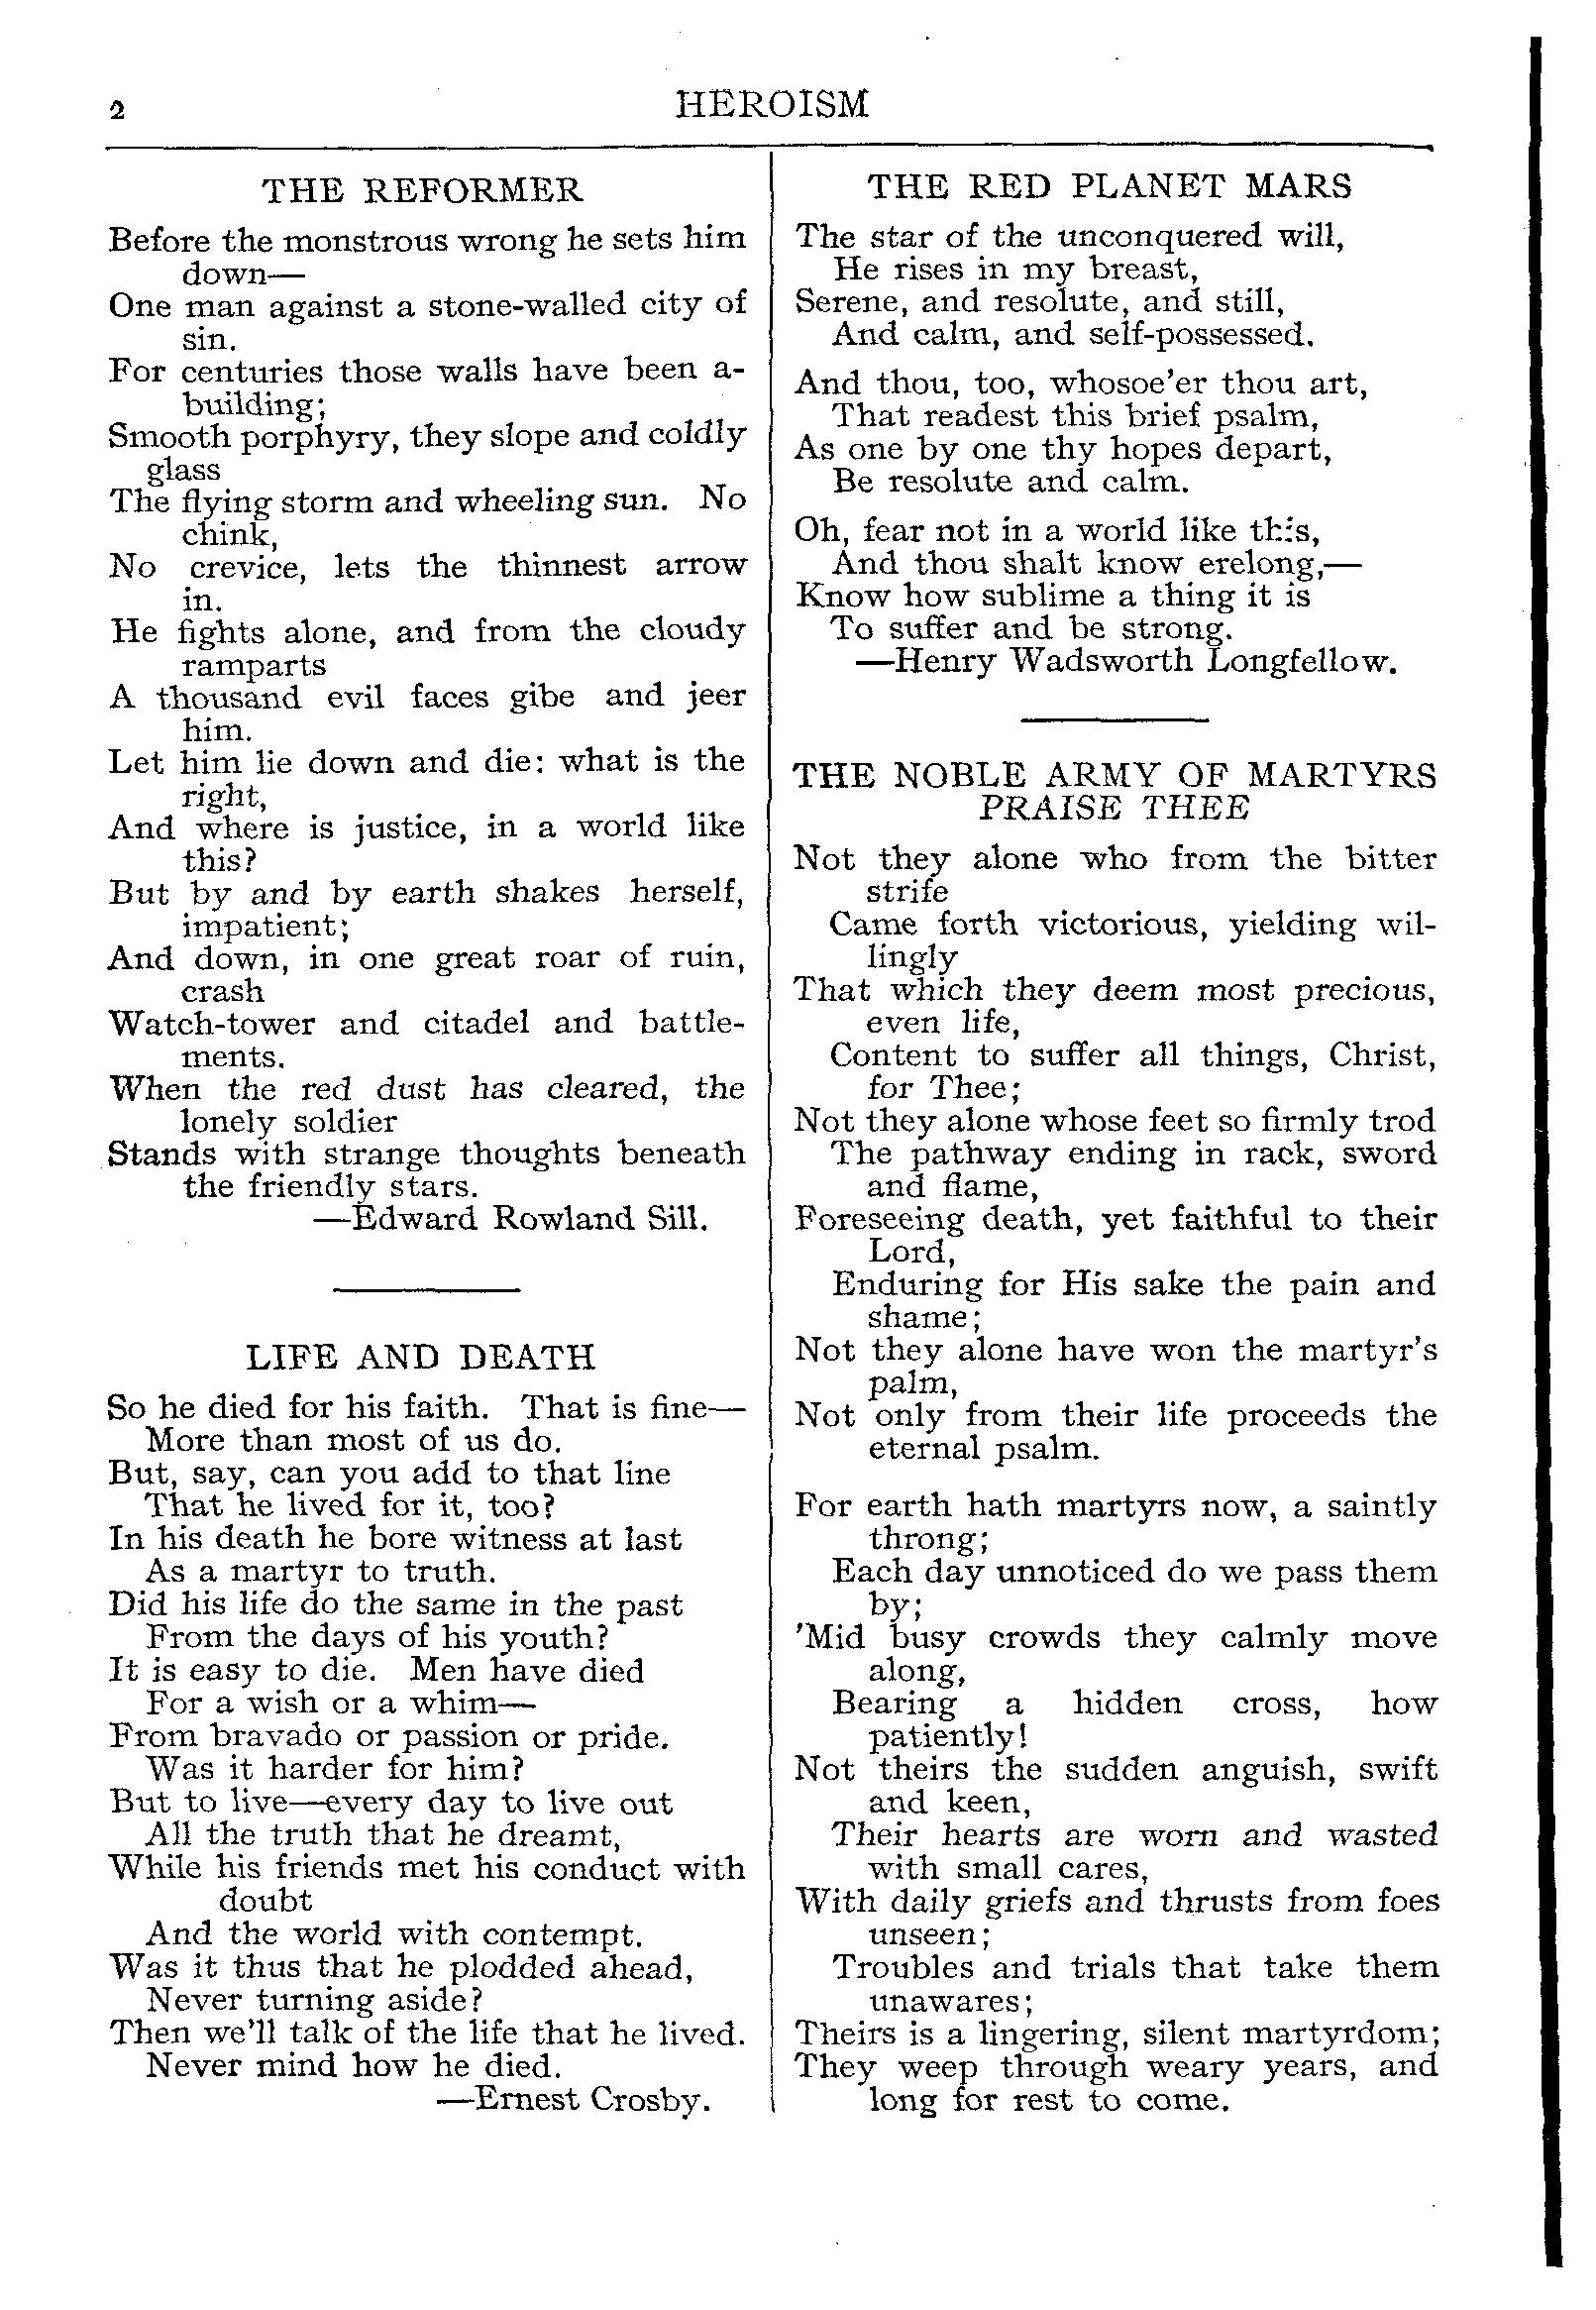 2
HEROISM
THE REFORMER
Before the monstrous wrong he sets him
down—
One man against a stone-walled city of
sin.
For centuries those walls have been a-
building;
Smooth porphyry, they slope and coldly
glass
The flying storm and wheeling sun. No
chink,
No crevice, lets the thinnest arrow
in.
He fights alone, and from the cloudy
ramparts
A thousand evil faces gibe and jeer
him.
Let him lie down and die: what is the
right,
And where is justice, in a world like
this?
But by and by earth shakes herself,
impatient;
And down, in one great roar of ruin,
crash
Watch-tower and citadel and battle-
ments.
When the red dust has cleared, the
lonely soldier
Stands with strange thoughts beneath
the friendly stars.
—Edward Rowland Sill.
LIFE AND DEATH
So he died for his faith. That is fine—
More than most of us do.
But, say, can you add to that line
That he lived for it, too?
In his death he bore witness at last
As a martyr to truth.
Did his life do the same in the past
From the days of his youth?
It is easy to die. Men have died
For a wish or a whim—
From bravado or passion or pride.
Was it harder for him?
But to live—every day to live out
All the truth that he dreamt,
While his friends met his conduct with
doubt
And the world with contempt.
Was it thus that he plodded ahead,
Never turning aside?
Then we'll talk of the life that he lived.
Never mind how he died.
—Ernest Crosby.
THE RED PLANET MARS
The star of the unconquered will,
He rises in my breast,
Serene, and resolute, and still,
And calm, and self-possessed.
And thou, too, whosoe'er thou art,
That readest this brief psalm,
As one by one thy hopes depart,
Be resolute and calm.
Oh, fear not in a world like this,
And thou shalt know erelong,—
Know how sublime a thing it is
To suffer and be strong.
—Henry Wadsworth Longfellow.
THE NOBLE ARMY OF MARTYRS
PRAISE THEE
Not they alone who from the bitter
strife
Came forth victorious, yielding wil-
lingly
That which they deem most precious,
even life,
Content to suffer all things, Christ,
for Thee;
Not they alone whose feet so firmly trod
The pathway ending in rack, sword
and flame,
Foreseeing death, yet faithful to their
Lord,
Enduring for His sake the pain and
shame;
Not they alone have won the martyr's
palm,
Not only from their life proceeds the
eternal psalm.
For earth hath martyrs now, a saintly
throng;
Each day unnoticed do we pass them
by;
'Mid busy crowds they calmly move
along,
Bearing a hidden cross, how
patiently!
Not theirs the sudden anguish, swift
and keen,
Their hearts are worn and wasted
with small cares,
With daily griefs and thrusts from foes
unseen;
Troubles and trials that take them
unawares;
Theirs is a lingering, silent martyrdom;
They weep through weary years, and
long for rest to come.